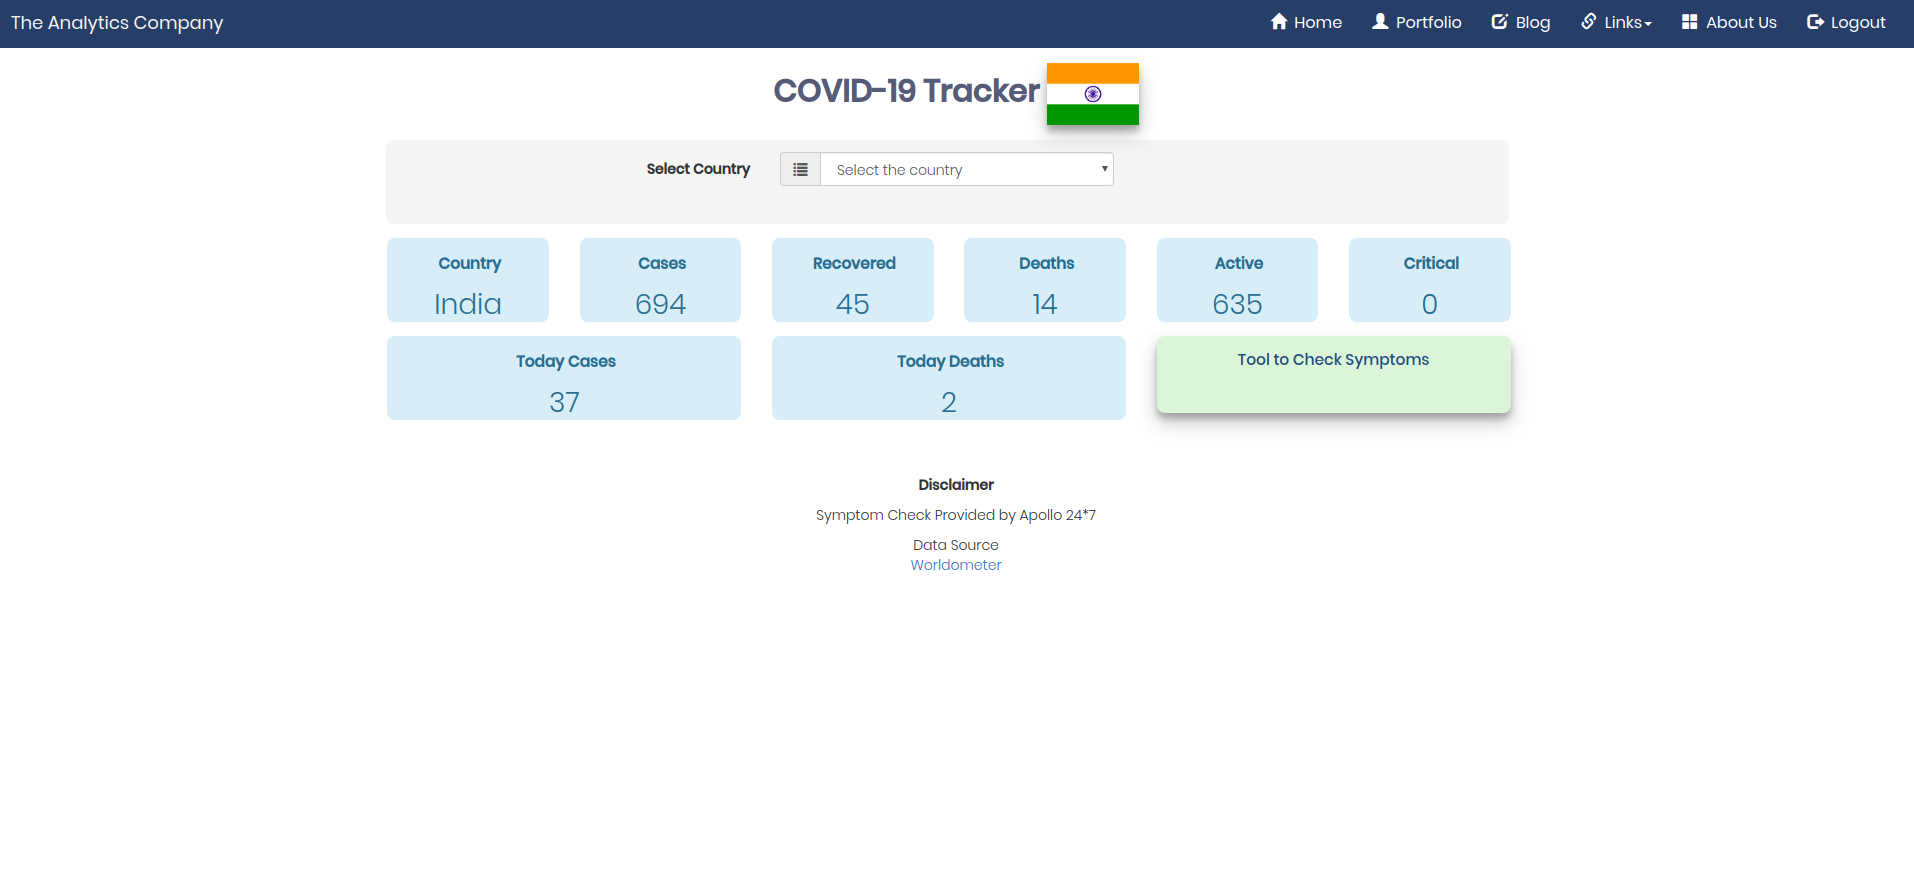 The Analytics Company
Home Portfolio Blog Links About Us Logout
COVID-19 Tracker
Select Country Select the country
Country Cases Recovered Deaths Active Critical
India 694 45 14 635 0
Today Cases Today Deaths Tool to Check Symptoms
37 2
Disclaimer
Symptom Check Provided by Apollo 24*7
Data Source
Worldometer